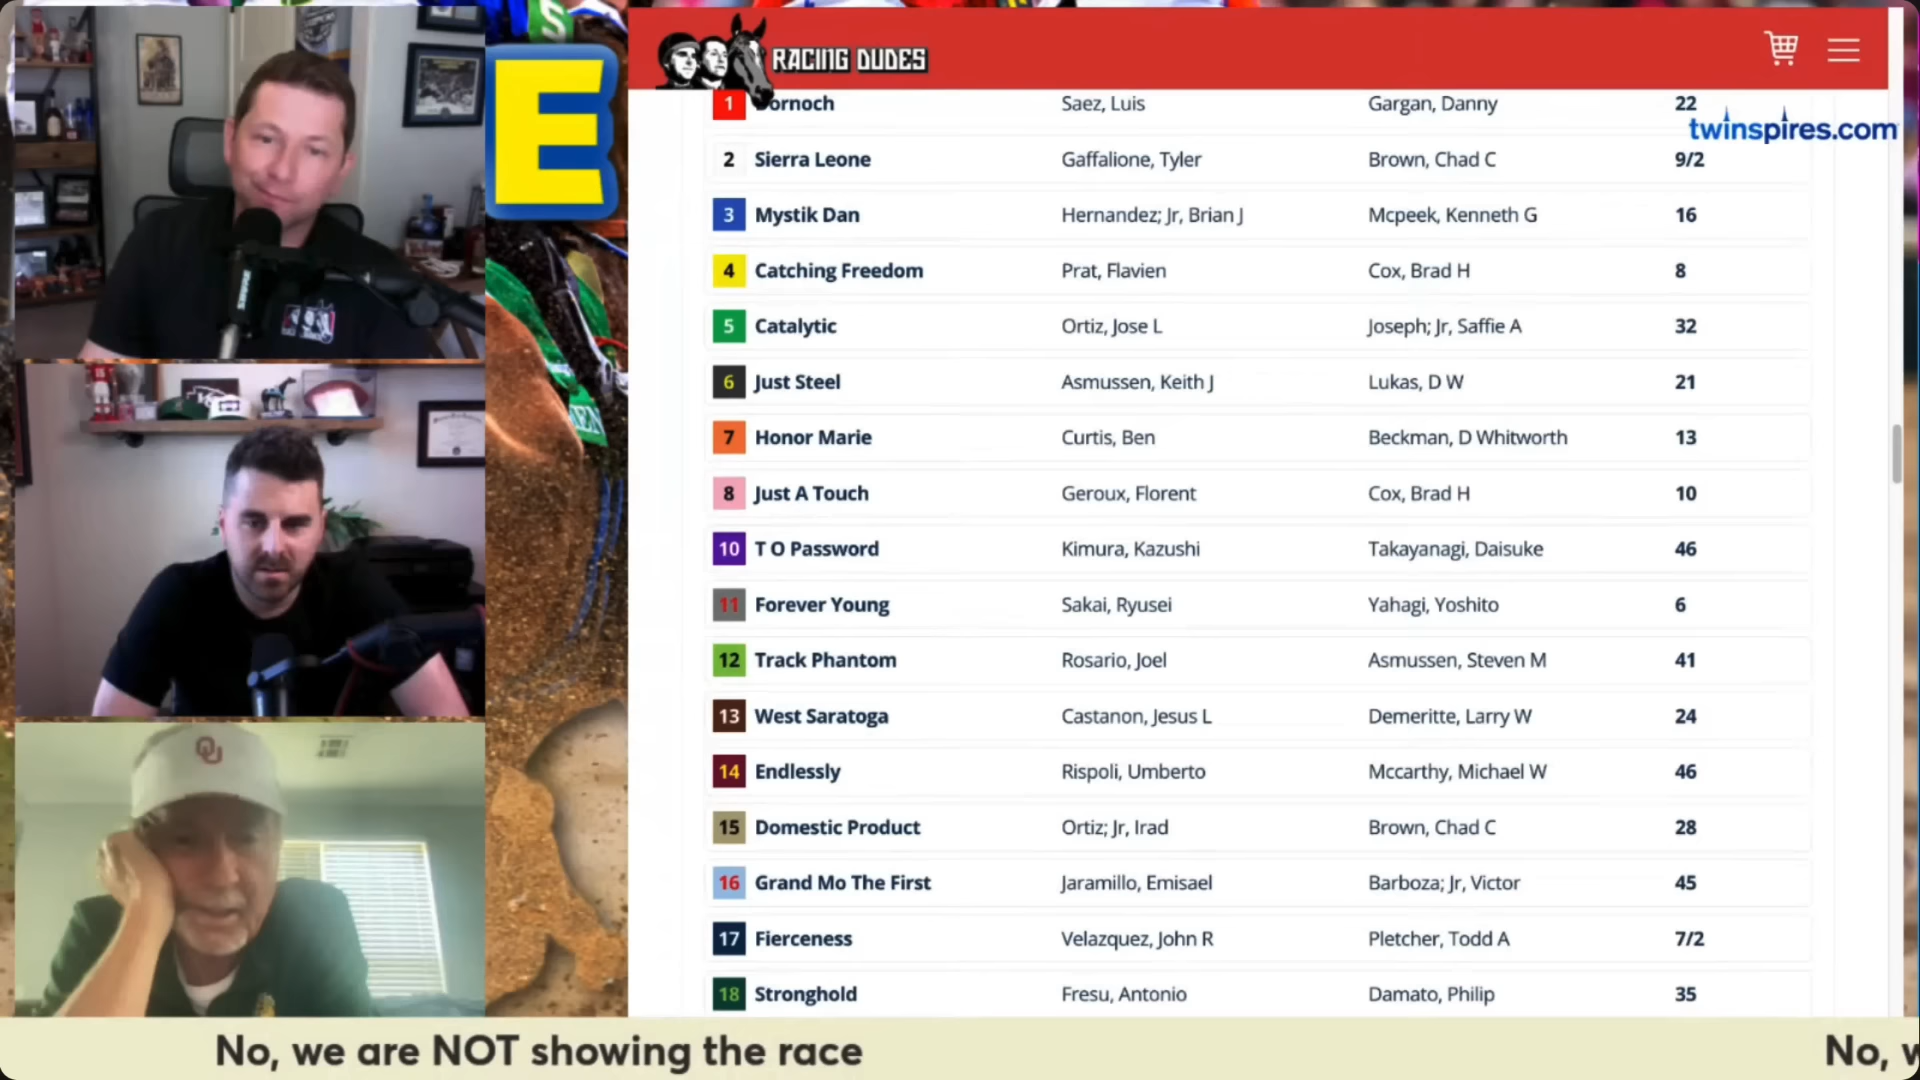 5
E
RACING DUDES
twinspires.com
1 Dornoch Saez, Luis Gargan, Danny 22
2 Sierra Leone Gaffalione, Tyler Brown, Chad C 9/2
3 Mystik Dan Hernandez; Jr, Brian J Mcpeek, Kenneth G 16
4 Catching Freedom Prat, Flavien Cox, Brad H 8
5 Catalytic Ortiz, Jose L Joseph; Jr, Saffie A 32
6 Just Steel Asmussen, Keith J Lukas, D W 21
7 Honor Marie Curtis, Ben Beckman, D Whitworth 13
8 Just A Touch Geroux, Florent Cox, Brad H 10
10 T O Password Kimura, Kazushi Takayanagi, Daisuke 46
11 Forever Young Sakai, Ryusei Yahagi, Yoshito 6
12 Track Phantom Rosario, Joel Asmussen, Steven M 41
13 West Saratoga Castanon, Jesus L Demeritte, Larry W 24
14 Endlessly Rispoli, Umberto Mccarthy, Michael W 46
15 Domestic Product Ortiz; Jr, Irad Brown, Chad C 28
16 Grand Mo The First Jaramillo, Emisael Barboza; Jr, Victor 45
17 Fierceness Velazquez, John R Pletcher, Todd A 7/2
18 Stronghold Fresu, Antonio Damato, Philip 35
OU
No, we are NOT showing the race
No, w